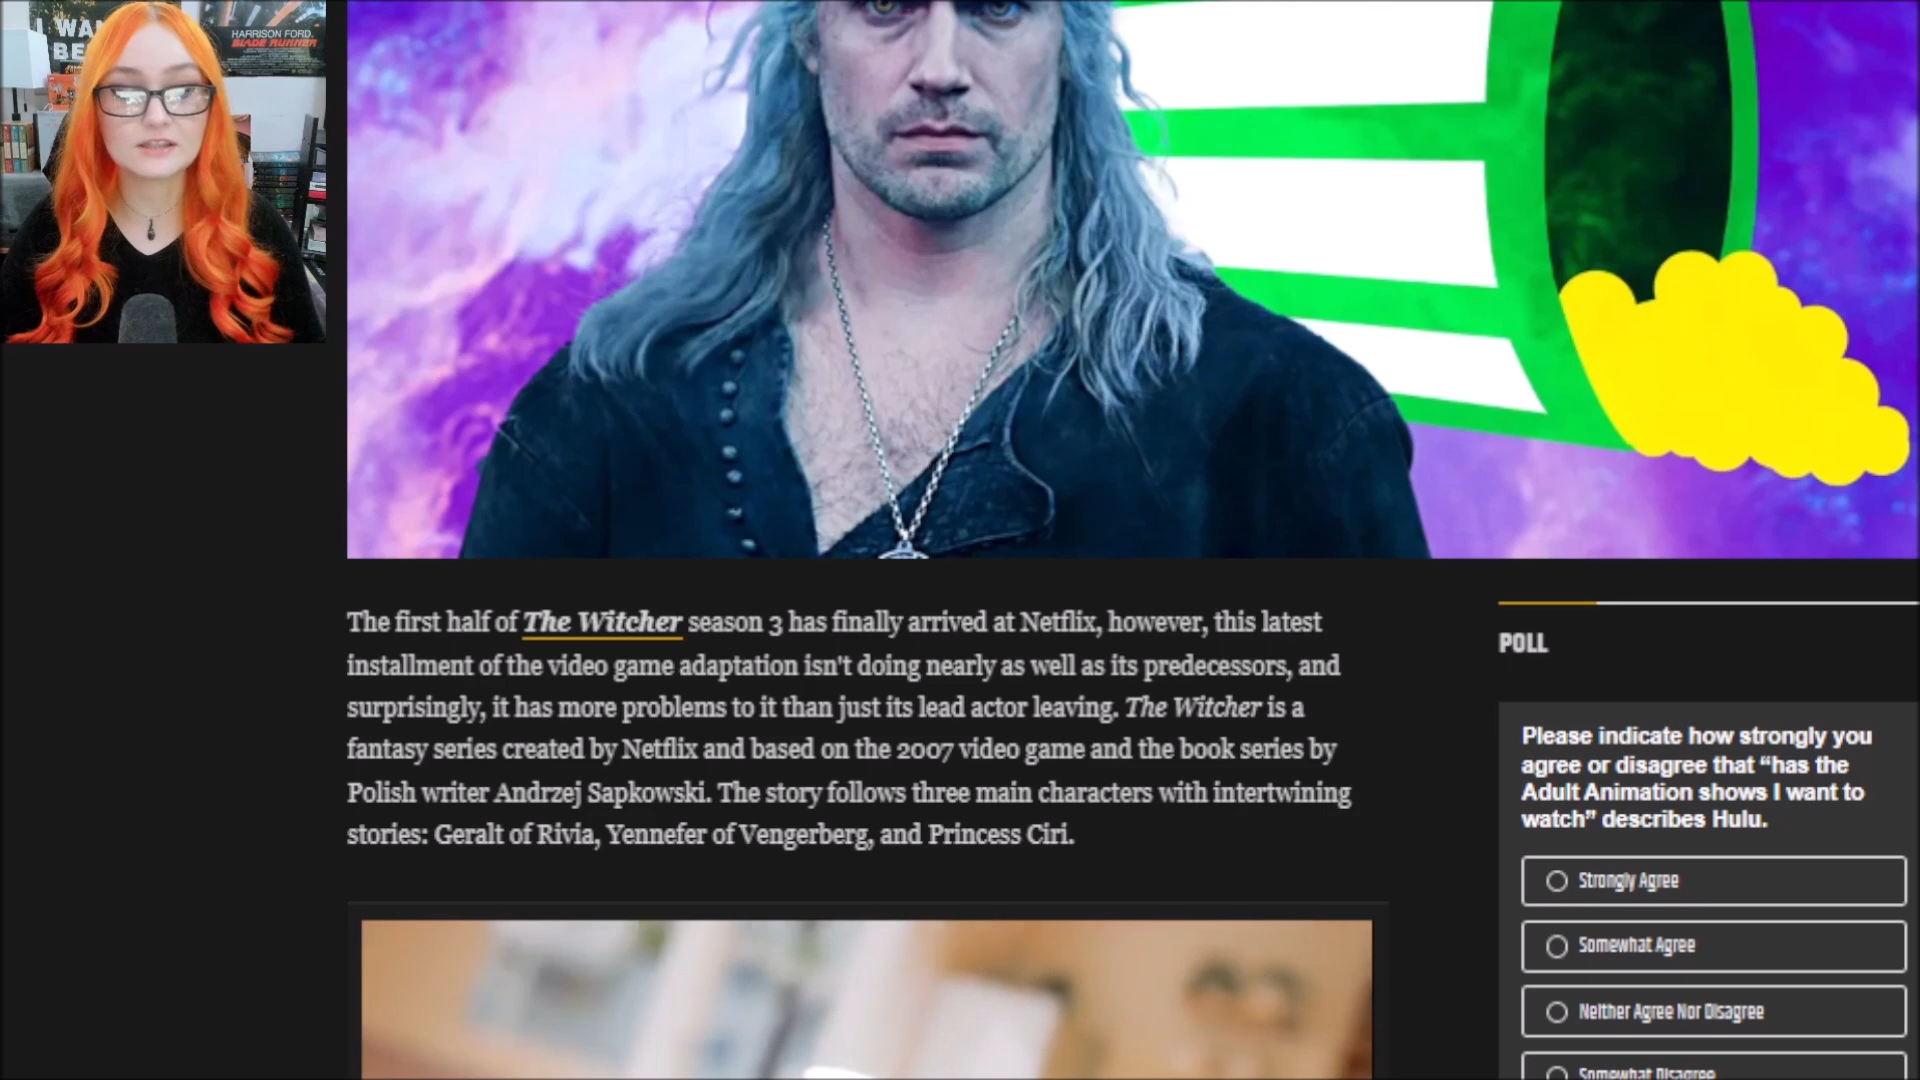 I WA
BE
HARRISON FORD.
BLADE RUNNER
The first half of The Witcher season 3 has finally arrived at Netflix, however, this latest
installment of the video game adaptation isn't doing nearly as well as its predecessors, and
surprisingly, it has more problems to it than just its lead actor leaving. The Witcher is a
fantasy series created by Netflix and based on the 2007 video game and the book series by
Polish writer Andrzej Sapkowski. The story follows three main characters with intertwining
stories: Geralt of Rivia, Yennefer of Vengerberg, and Princess Ciri.
POLL
Please indicate how strongly you
agree or disagree that “has the
Adult Animation shows I want to
watch” describes Hulu.
Strongly Agree
Somewhat Agree
Neither Agree Nor Disagree
Somewhat Disagree